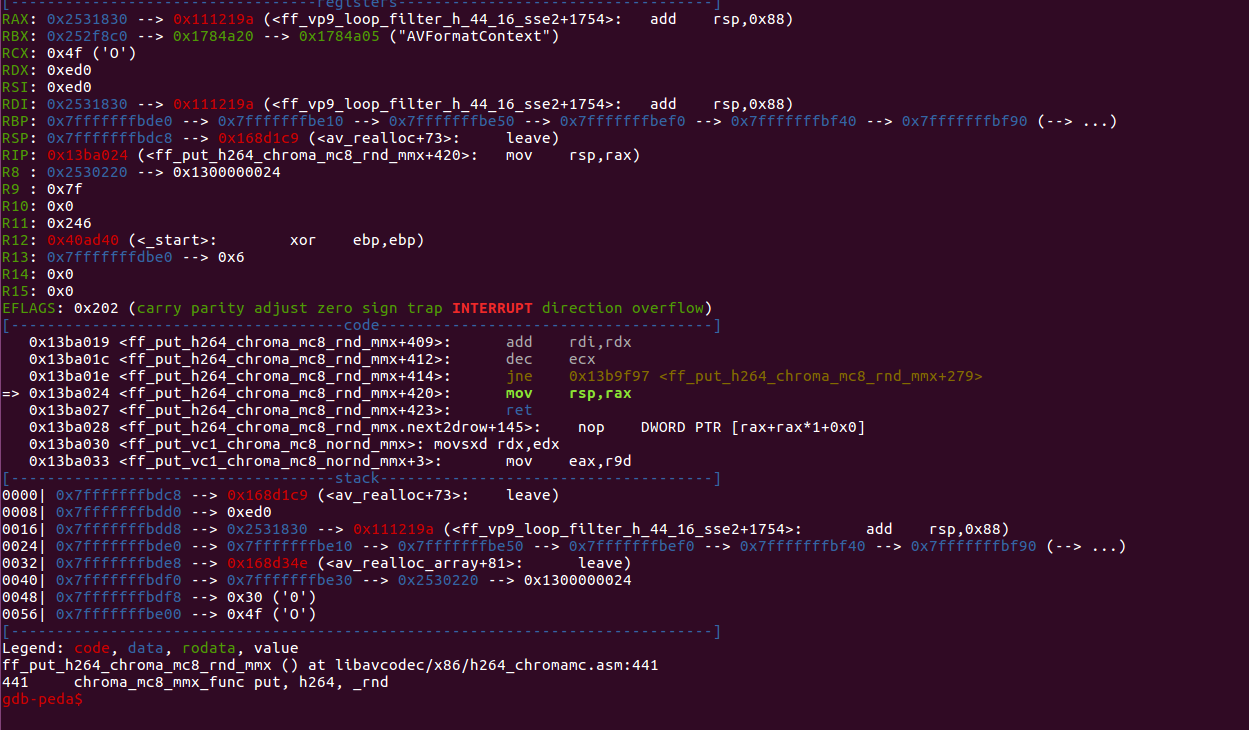 [----------------------------------registers-----------------------------------]
RAX: 0x2531830 --> 0x111219a (<ff_vp9_loop_filter_h_44_16_sse2+1754>:	add    rsp,0x88)
RBX: 0x252f8c0 --> 0x1784a20 --> 0x1784a05 ("AVFormatContext")
RCX: 0x4f ('O')
RDX: 0xed0
RSI: 0xed0
RDI: 0x2531830 --> 0x111219a (<ff_vp9_loop_filter_h_44_16_sse2+1754>:	add    rsp,0x88)
RBP: 0x7fffffffbde0 --> 0x7fffffffbe10 --> 0x7fffffffbe50 --> 0x7fffffffbef0 --> 0x7fffffffbf40 --> 0x7fffffffbf90 (--> ...)
RSP: 0x7fffffffbdc8 --> 0x168d1c9 (<av_realloc+73>:	leave)
RIP: 0x13ba024 (<ff_put_h264_chroma_mc8_rnd_mmx+420>:	mov    rsp,rax)
R8 : 0x2530220 --> 0x1300000024
R9 : 0x7f
R10: 0x0
R11: 0x246
R12: 0x40ad40 (<_start>:	xor    ebp,ebp)
R13: 0x7fffffffdbe0 --> 0x6
R14: 0x0
R15: 0x0
EFLAGS: 0x202 (carry parity adjust zero sign trap INTERRUPT direction overflow)
[-------------------------------------code-------------------------------------]
0x13ba019 <ff_put_h264_chroma_mc8_rnd_mmx+409>:	add    rdi,rdx
0x13ba01c <ff_put_h264_chroma_mc8_rnd_mmx+412>:	dec    ecx
0x13ba01e <ff_put_h264_chroma_mc8_rnd_mmx+414>:	jne    0x13b9f97 <ff_put_h264_chroma_mc8_rnd_mmx+279>
=> 0x13ba024 <ff_put_h264_chroma_mc8_rnd_mmx+420>:	mov    rsp,rax
0x13ba027 <ff_put_h264_chroma_mc8_rnd_mmx+423>:	ret
0x13ba028 <ff_put_h264_chroma_mc8_rnd_mmx.next2drow+145>:	nop    DWORD PTR [rax+rax*1+0x0]
0x13ba030 <ff_put_vc1_chroma_mc8_nornd_mmx>:	movsxd rdx,edx
0x13ba033 <ff_put_vc1_chroma_mc8_nornd_mmx+3>:	mov    eax,r9d
[------------------------------------stack-------------------------------------]
0000| 0x7fffffffbdc8 --> 0x168d1c9 (<av_realloc+73>:	leave)
0008| 0x7fffffffbdd0 --> 0xed0
0016| 0x7fffffffbdd8 --> 0x2531830 --> 0x111219a (<ff_vp9_loop_filter_h_44_16_sse2+1754>:	add    rsp,0x88)
0024| 0x7fffffffbde0 --> 0x7fffffffbe10 --> 0x7fffffffbe50 --> 0x7fffffffbef0 --> 0x7fffffffbf40 --> 0x7fffffffbf90 (--> ...)
0032| 0x7fffffffbde8 --> 0x168d34e (<av_realloc_array+81>:	leave)
0040| 0x7fffffffbdf0 --> 0x7fffffffbe30 --> 0x2530220 --> 0x1300000024
0048| 0x7fffffffbdf8 --> 0x30 ('0')
0056| 0x7fffffffbe00 --> 0x4f ('O')
[------------------------------------------------------------------------------]
Legend: code, data, rodata, value
ff_put_h264_chroma_mc8_rnd_mmx () at libavcodec/x86/h264_chromamc.asm:441
441	chroma_mc8_mmx_func put, h264, _rnd
gdb-peda$